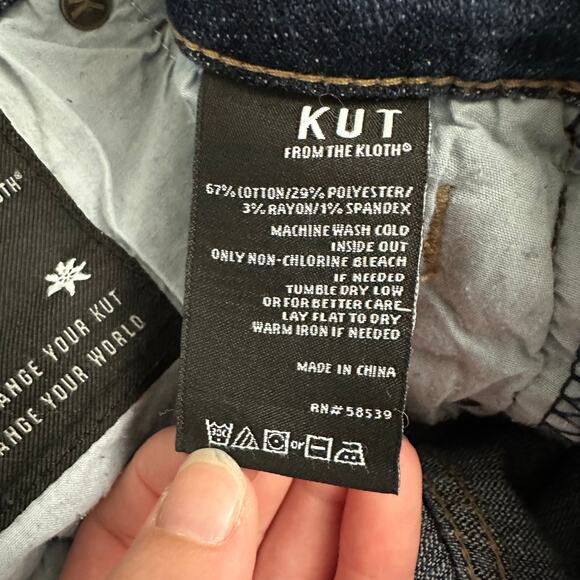 KUT
FROM THE KLOTH®
67% COTTON/29% POLYESTER/
3% RAYON/1% SPANDEX
MACHINE WASH COLD
INSIDE OUT
ONLY NON-CHLORINE BLEACH
IF NEEDED
TUMBLE DRY LOW
OR FOR BETTER CARE
LAY FLAT TO DRY
WARM IRON IF NEEDED
MADE IN CHINA
RN# 58539
30C or
LOTH®
ANGE YOUR KUT
ANGE YOUR WORLD
K